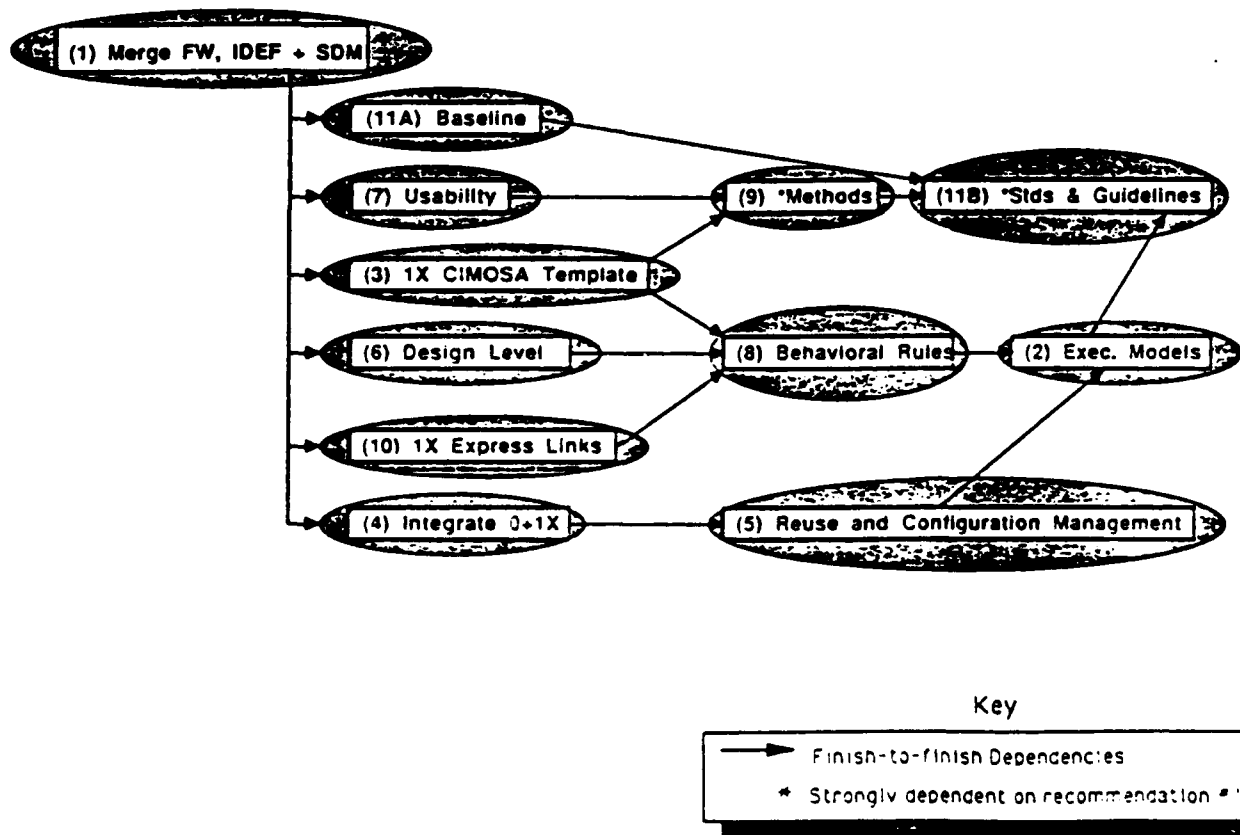 (1) Merge FW, IDEF + SDM
(11A) Baseline
(7) Usability
(9) *Methods
(11B) *Stds & Guidelines
(3) 1X CIMOSA Template
(6) Design Level
(8) Behavioral Rules
(2) Exec. Models
(10) 1X Express Links
(4) Integrate 0+1X
(5) Reuse and Configuration Management
Key
Finish-to-finish Dependencies
* Strongly dependent on recommendation #